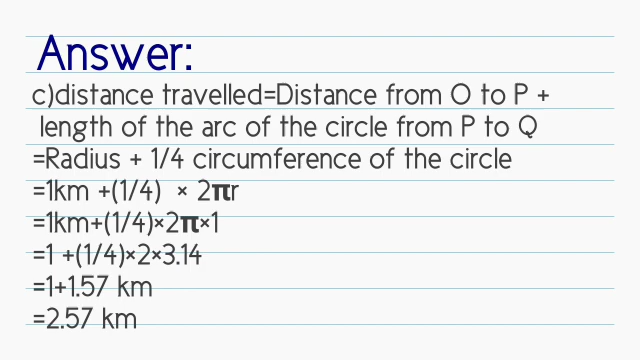 Answer:
c)distance travelled=Distance from O to P +
length of the arc of the circle from P to Q
=Radius + 1/4 circumference of the circle
=1km +(1/4) × 2πr
=1km+(1/4)×2π×1
=1 +(1/4)×2×3.14
=1+1.57 km
=2.57 km